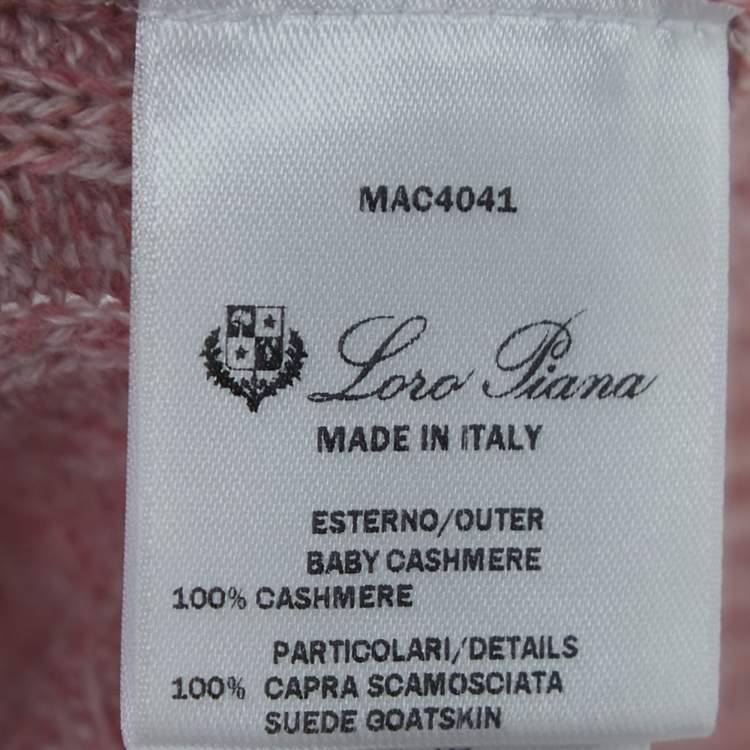 MAC4041
Loro Piana
MADE IN ITALY
ESTERNO/OUTER
BABY CASHMERE
100% CASHMERE
PARTICOLARI/DETAILS
100% CAPRA SCAMOSCIATA
SUEDE GOATSKIN